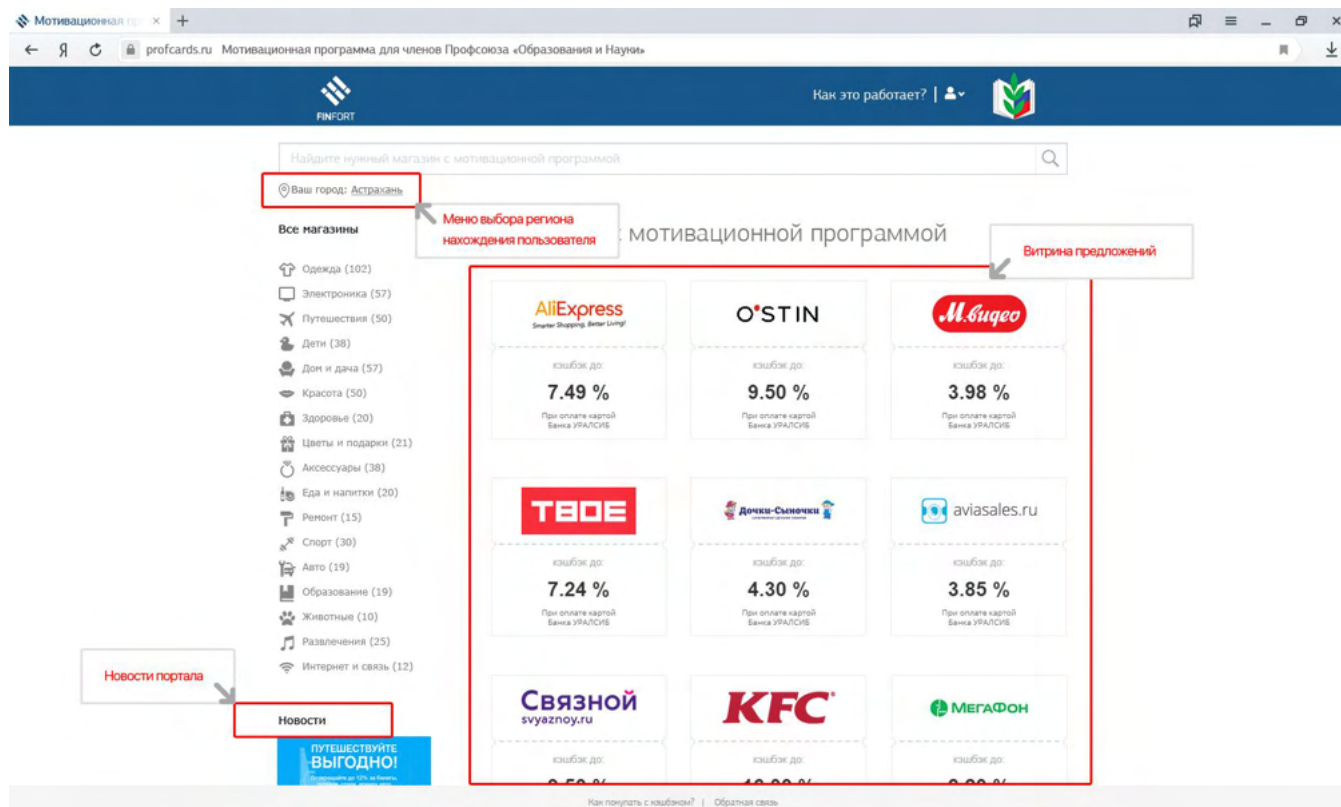 Мотивационная пр
profcards.ru Мотивационная программа для членов Профсоюза «Образования и Науки»
FINFORT
Как это работает?
Найдите нужный магазин с мотивационной программой
Ваш город: Астрахань
Меню выбора региона
нахождения пользователя
Все магазины
с мотивационной программой
Витрина предложений
Одежда (102)
Электроника (57)
Путешествия (50)
Дети (38)
Дом и дача (57)
Красота (50)
Здоровье (20)
Цветы и подарки (21)
Аксессуары (38)
Еда и напитки (20)
Ремонт (15)
Спорт (30)
Авто (19)
Образование (19)
Животные (10)
Развлечения (25)
Интернет и связь (12)
Новости портала
Новости
ПУТЕШЕСТВУЙТЕ
ВЫГОДНО!
AliExpress
Smarter Shopping, Better Living!
кэшбэк до:
7.49 %
При оплате картой
Банка УРАЛСИБ
O'STIN
кэшбэк до:
9.50 %
При оплате картой
Банка УРАЛСИБ
М.Видео
кэшбэк до:
3.98 %
При оплате картой
Банка УРАЛСИБ
ТВОЕ
кэшбэк до:
7.24 %
При оплате картой
Банка УРАЛСИБ
Дочки-Сыночки
кэшбэк до:
4.30 %
При оплате картой
Банка УРАЛСИБ
aviasales.ru
кэшбэк до:
3.85 %
При оплате картой
Банка УРАЛСИБ
Связной
svyaznoy.ru
кэшбэк до:
KFC
кэшбэк до:
МЕГАФОН
кэшбэк до:
Как покупать с кэшбэком? | Обратная связь